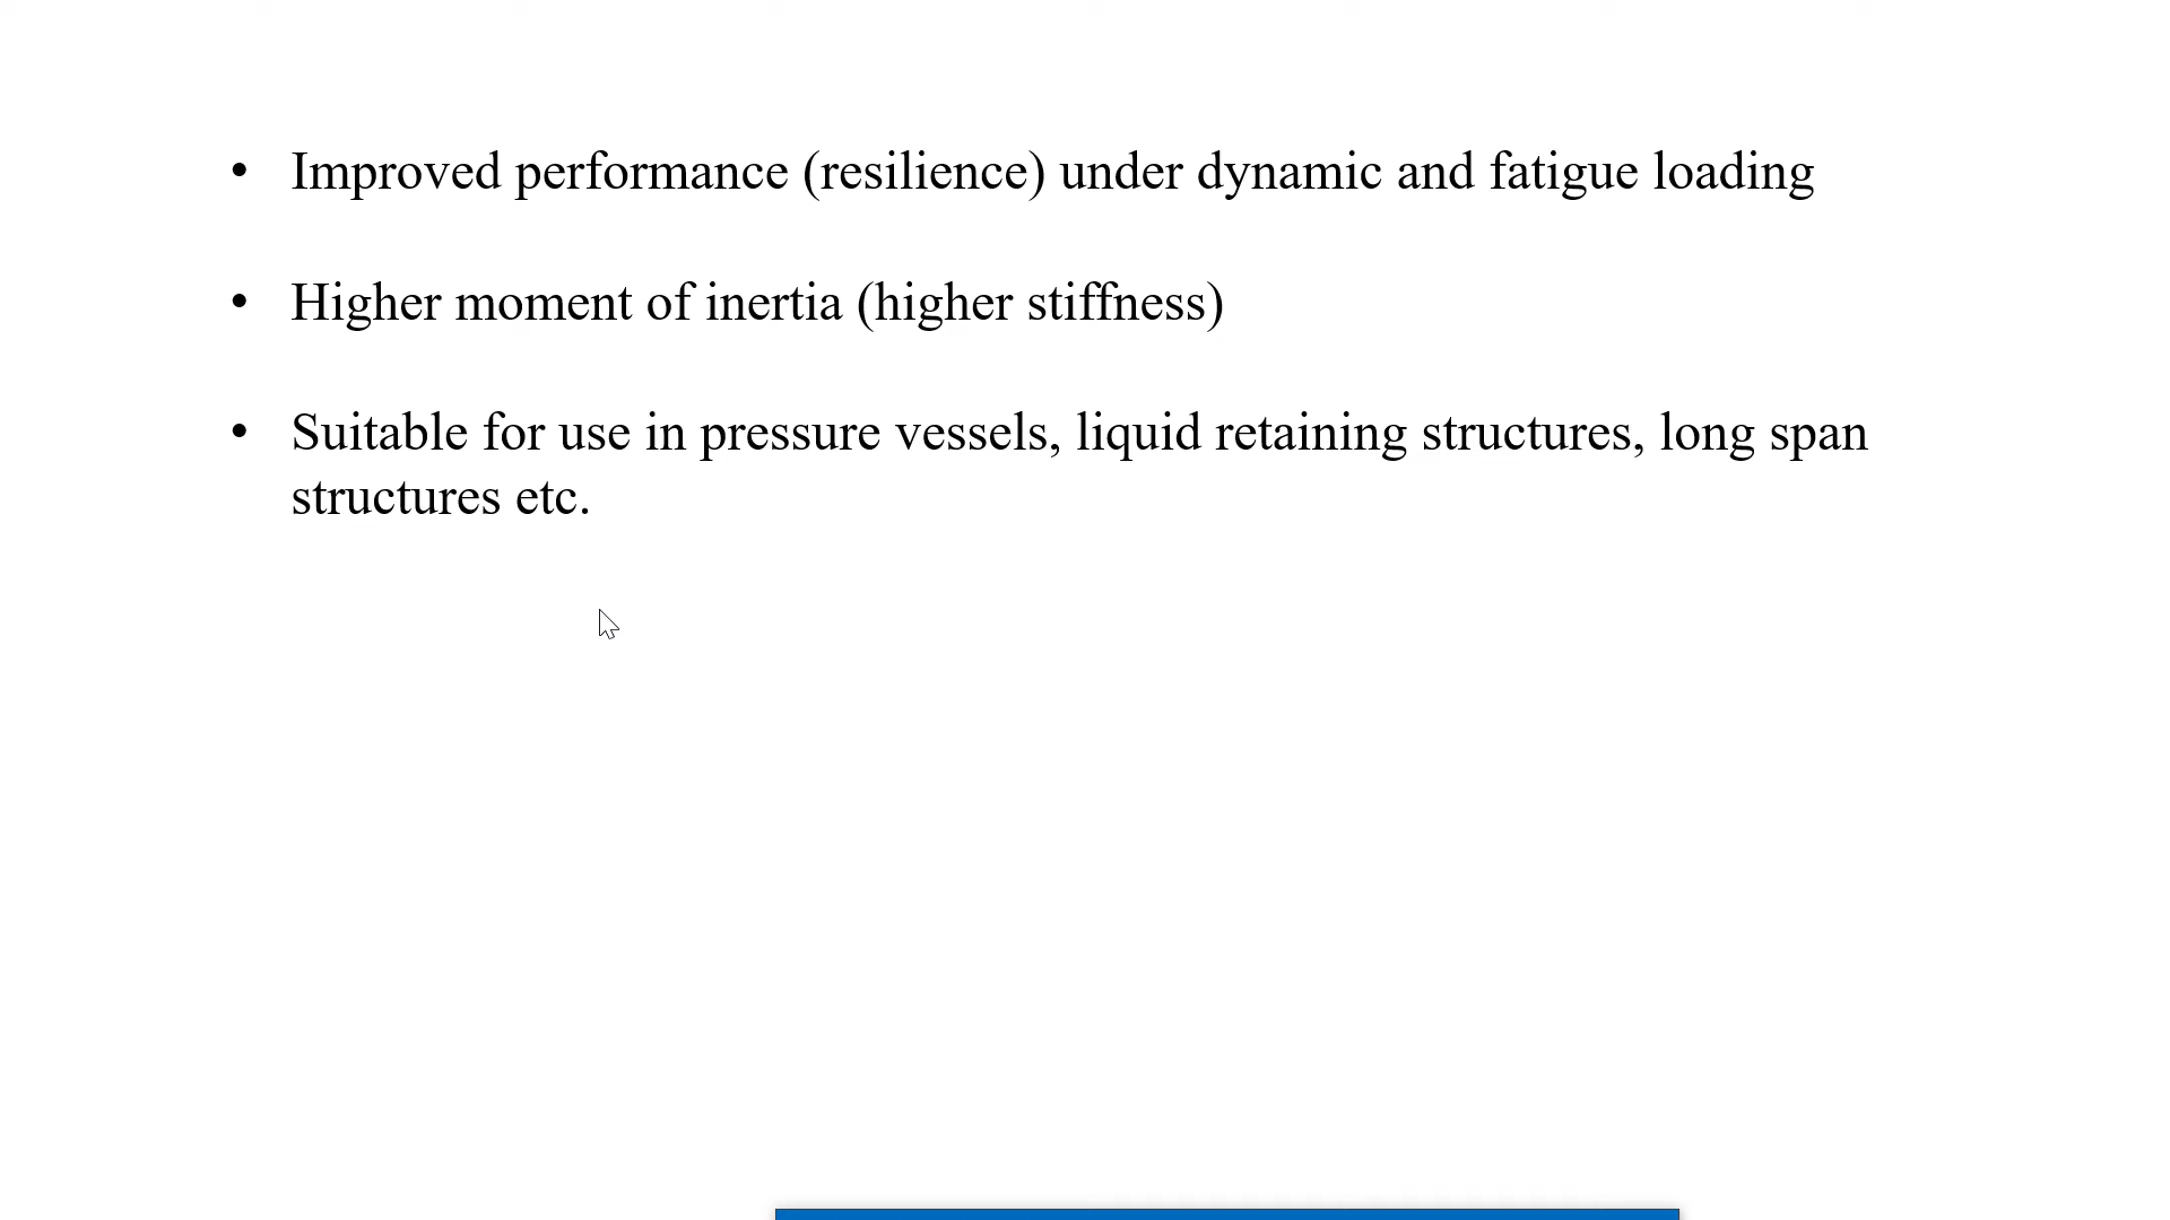 • Improved performance (resilience) under dynamic and fatigue loading
• Higher moment of inertia (higher stiffness)
• Suitable for use in pressure vessels, liquid retaining structures, long span
structures etc.